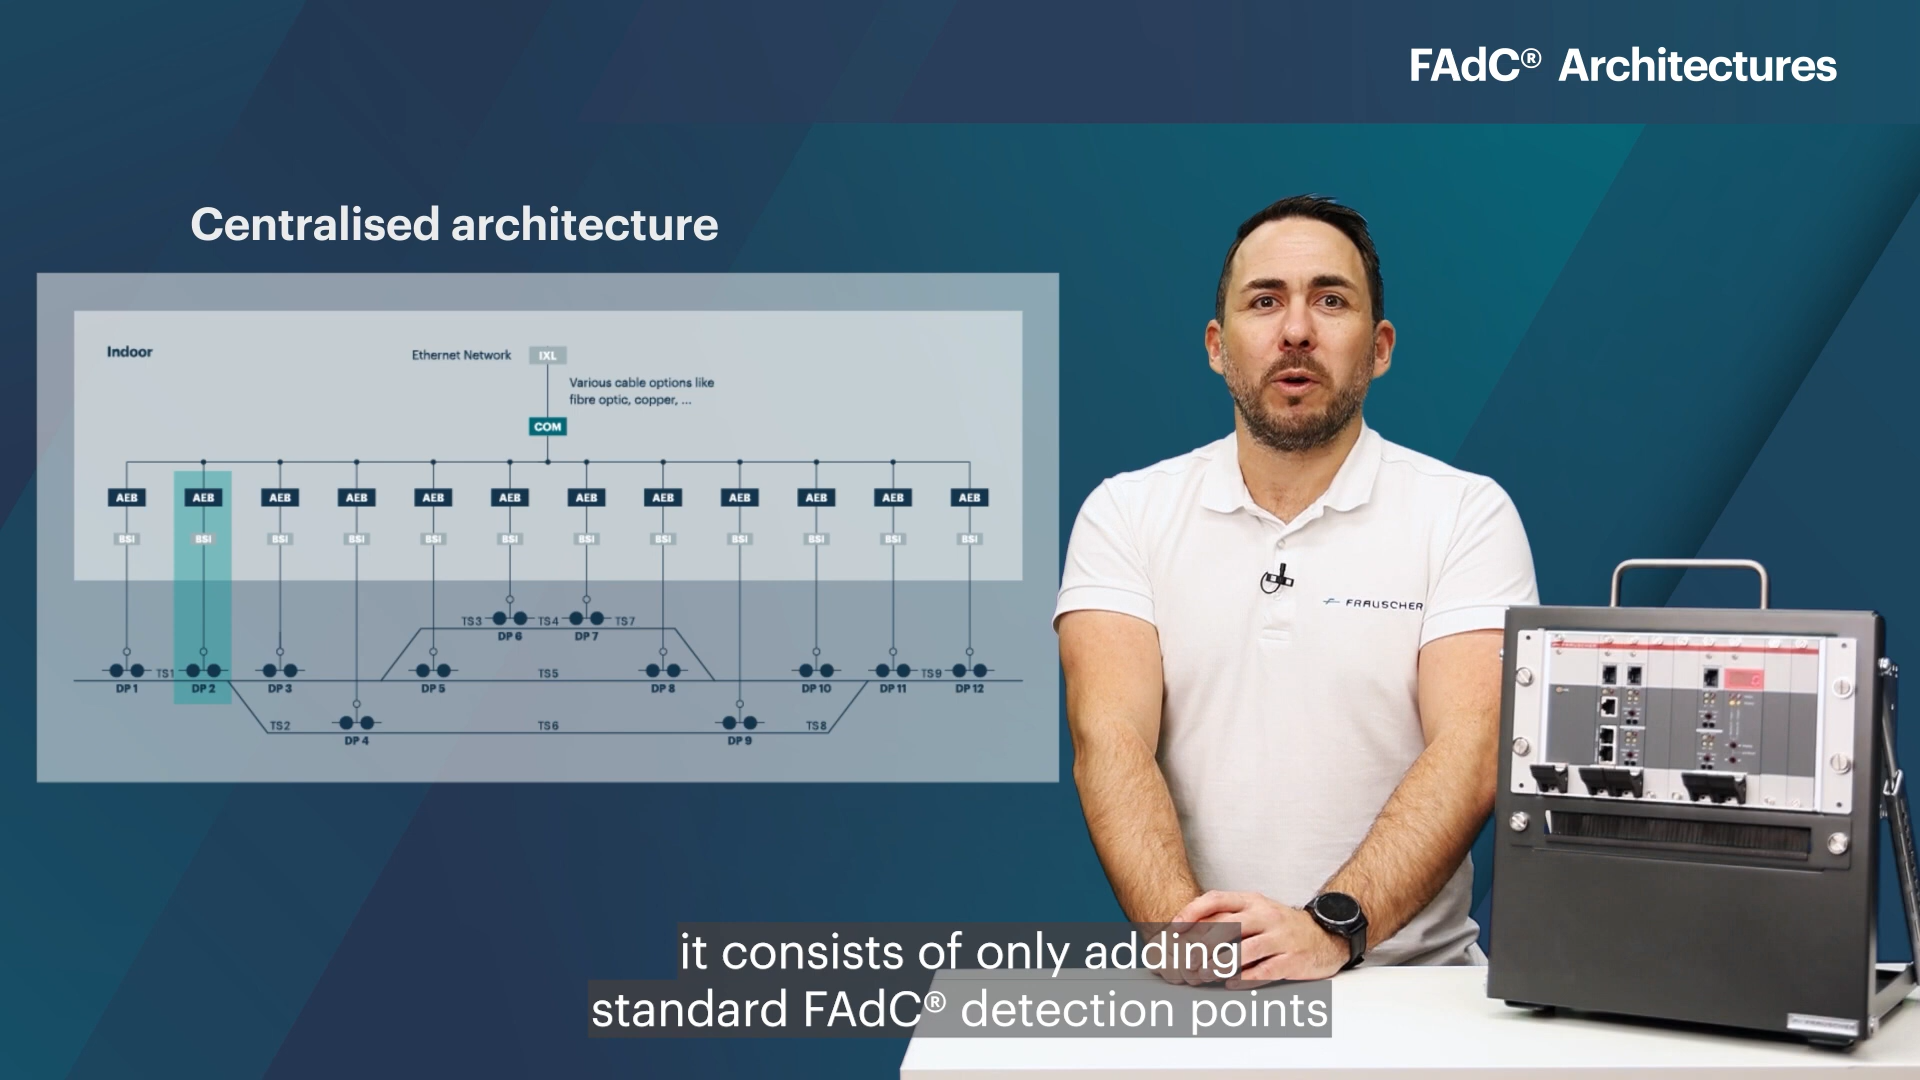 FAdC® Architectures
Centralised architecture
Indoor
Ethernet Network IXL
Various cable options like
fibre optic, copper, ...
COM
AEB AEB AEB AEB AEB AEB AEB AEB AEB AEB AEB AEB
BSI BSI BSI BSI BSI BSI BSI BSI BSI BSI BSI BSI
TS3 TS4 TS7
DP 6 DP 7
TS1 TS5 TS9
DP 1 DP 2 DP 3 DP 5 DP 8 DP 10 DP 11 DP 12
TS2 TS6 TS8
DP 4 DP 9
FRAUSCHER
it consists of only adding
standard FAdC® detection points